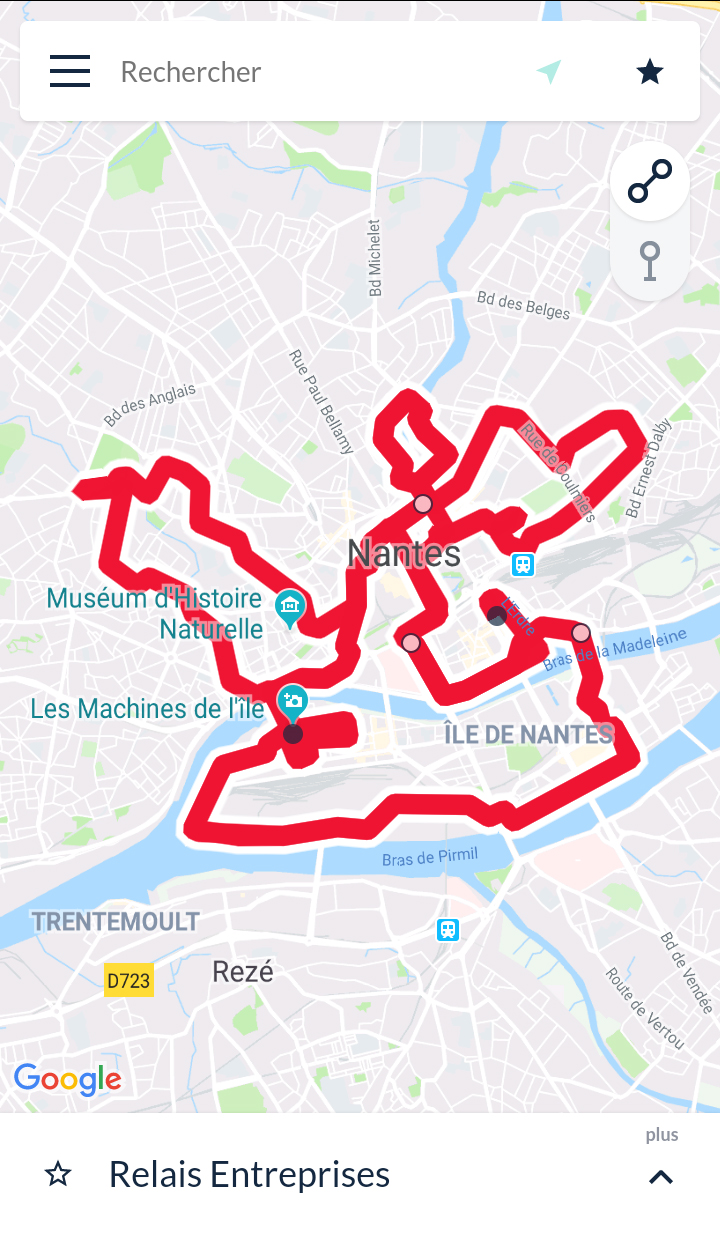 Rechercher
Bd Michelet
Bd des Belges
Rue Paul Bellamy
Bd des Anglais
Rue de Coulmiers
Bd Ernest Dalby
Nantes
Muséum d'Histoire
Naturelle
L'Erdre
Bras de la Madeleine
Les Machines de l'île
ÎLE DE NANTES
Bras de Pirmil
TRENTEMOULT
Rezé
D723
Bd de Vendée
Route de Vertou
Google
plus
Relais Entreprises